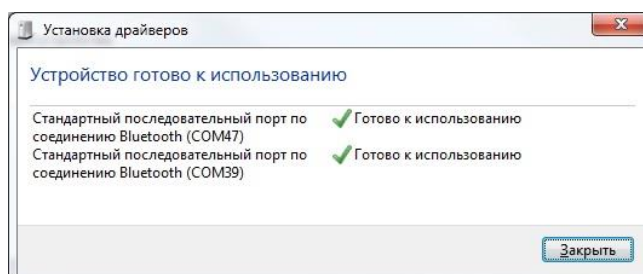 Установка драйверов
Устройство готово к использованию
Стандартный последовательный порт по
соединению Bluetooth (COM47)
Готово к использованию
Стандартный последовательный порт по
соединению Bluetooth (COM39)
Готово к использованию
Закрыть